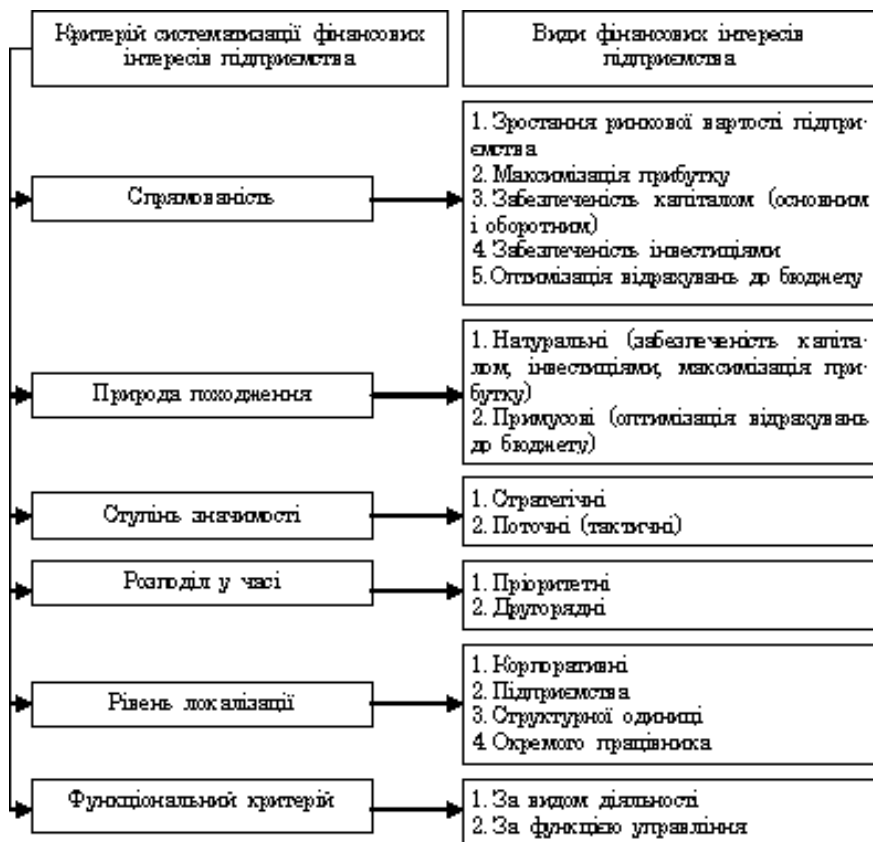 Критерій систематизації фінансових
інтересів підприємства
Види фінансових інтересів
підприємства
Спрямованість
1. Зростання ринкової вартості підпри-
ємства
2. Максимізація прибутку
3. Забезпеченість капіталом (основним
і оборотним)
4. Забезпеченість інвестиціями
5. Оптимізація відрахувань до бюджету
Природа походження
1. Натуральні (забезпеченість капіта-
лом, інвестиціями, максимізація при-
бутку)
2. Примусові (оптимізація відрахувань
до бюджету)
Ступінь значимості
1. Стратегічні
2. Поточні (тактичні)
Розподіл у часі
1. Пріоритетні
2. Другорядні
Рівень локалізації
1. Корпоративні
2. Підприємства
3. Структурної одиниці
4. Окремого працівника
Функціональний критерій
1. За видом діяльності
2. За функцією управління